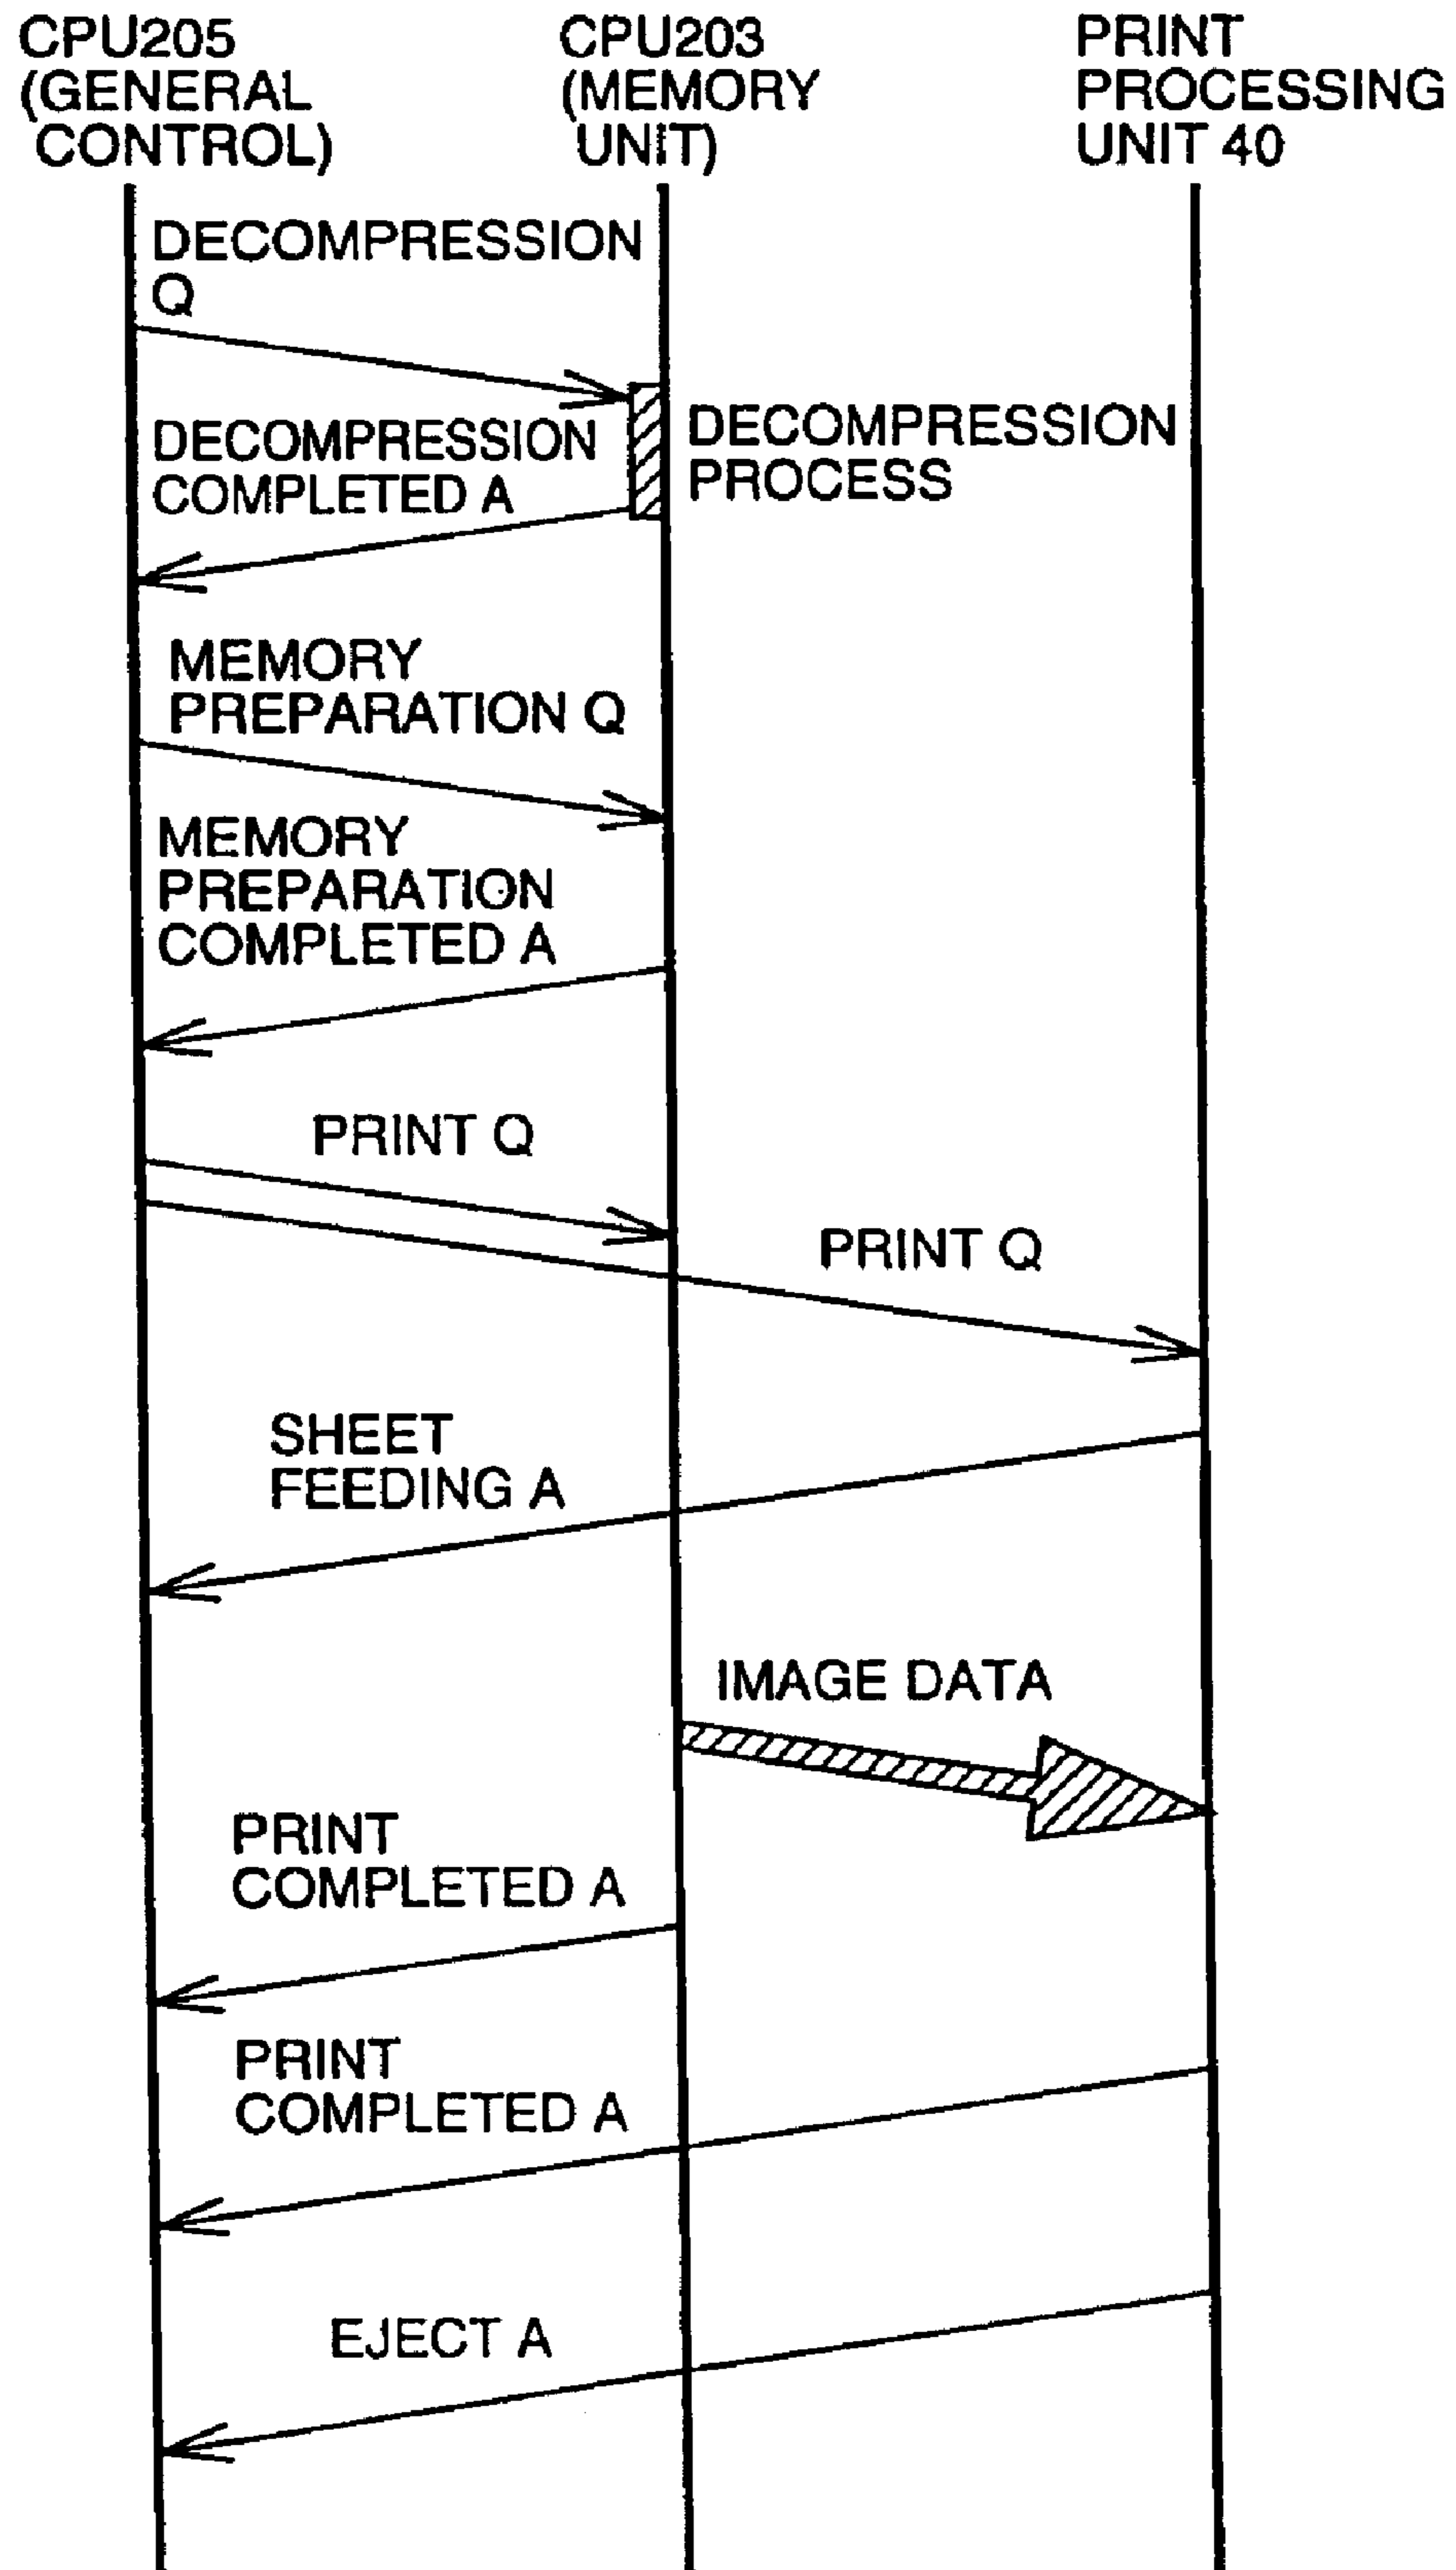 CPU205
(GENERAL
CONTROL)
CPU203
(MEMORY
UNIT)
PRINT
PROCESSING
UNIT 40
DECOMPRESSION
Q
DECOMPRESSION
PROCESS
DECOMPRESSION
COMPLETED A
MEMORY
PREPARATION Q
MEMORY
PREPARATION
COMPLETED A
PRINT Q
PRINT Q
SHEET
FEEDING A
IMAGE DATA
PRINT
COMPLETED A
PRINT
COMPLETED A
EJECT A